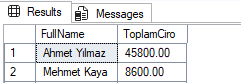 Results Messages
FullName ToplamCiro
1 Ahmet Yılmaz 45800.00
2 Mehmet Kaya 8600.00